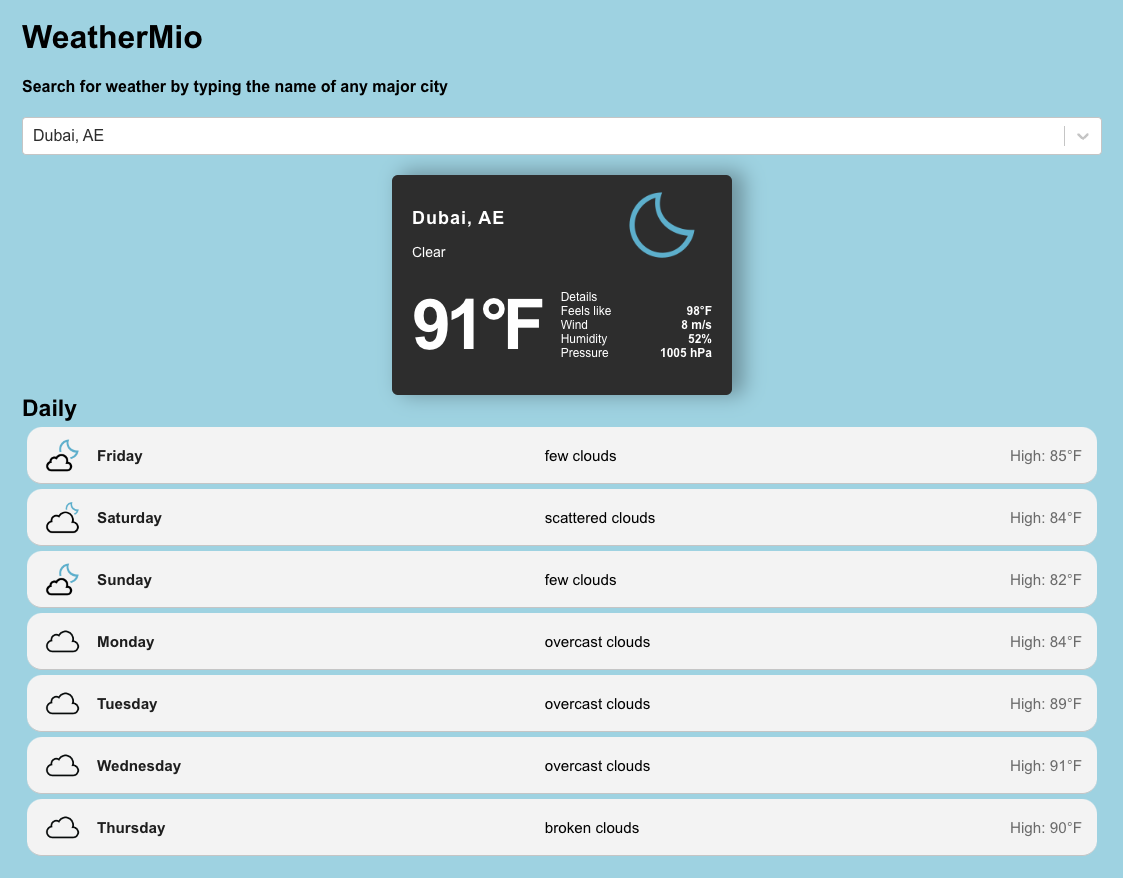 WeatherMio
Search for weather by typing the name of any major city
Dubai, AE
Dubai, AE
Clear
91°F
Details
Feels like 98°F
Wind 8 m/s
Humidity 52%
Pressure 1005 hPa
Daily
Friday few clouds High: 85°F
Saturday scattered clouds High: 84°F
Sunday few clouds High: 82°F
Monday overcast clouds High: 84°F
Tuesday overcast clouds High: 89°F
Wednesday overcast clouds High: 91°F
Thursday broken clouds High: 90°F